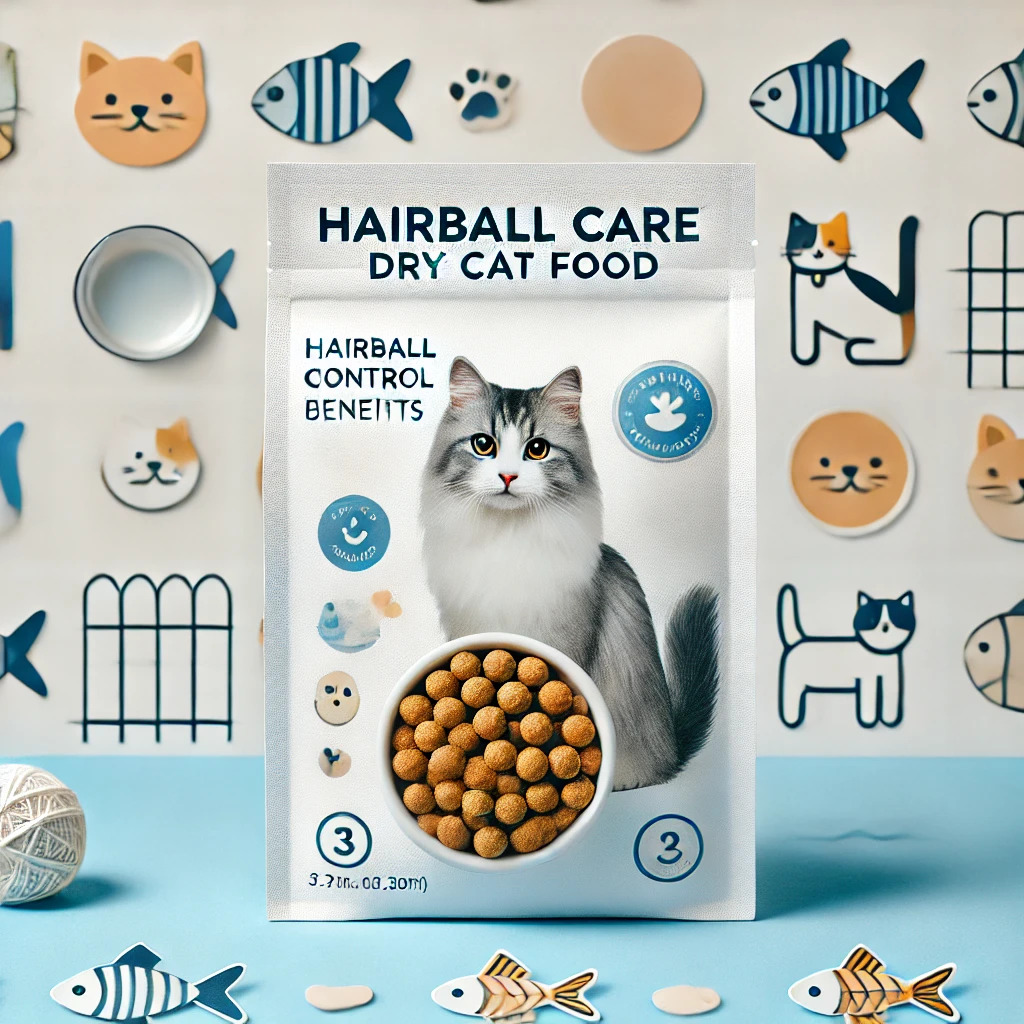 HAIRBALL CARE
DRY CAT FOOD
HAIRBALL
CONTROL
BENEIITS
3
3